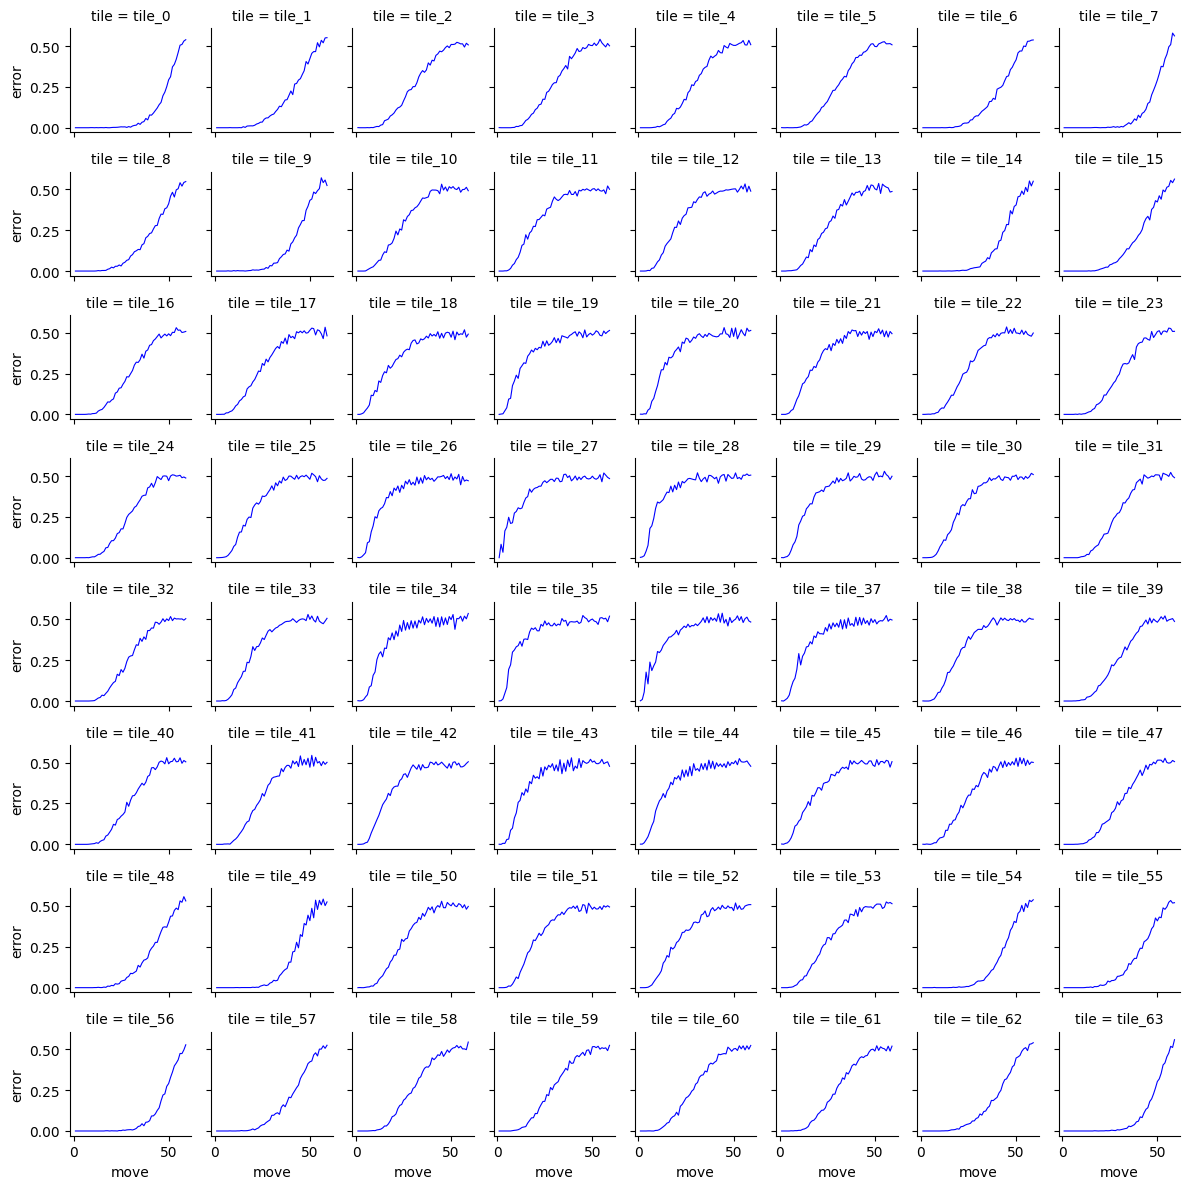 tile = tile_0 tile = tile_1 tile = tile_2 tile = tile_3 tile = tile_4 tile = tile_5 tile = tile_6 tile = tile_7
0.50
error
0.25
0.00
tile = tile_8 tile = tile_9 tile = tile_10 tile = tile_11 tile = tile_12 tile = tile_13 tile = tile_14 tile = tile_15
0.50
error
0.25
0.00
tile = tile_16 tile = tile_17 tile = tile_18 tile = tile_19 tile = tile_20 tile = tile_21 tile = tile_22 tile = tile_23
0.50
error
0.25
0.00
tile = tile_24 tile = tile_25 tile = tile_26 tile = tile_27 tile = tile_28 tile = tile_29 tile = tile_30 tile = tile_31
0.50
error
0.25
0.00
tile = tile_32 tile = tile_33 tile = tile_34 tile = tile_35 tile = tile_36 tile = tile_37 tile = tile_38 tile = tile_39
0.50
error
0.25
0.00
tile = tile_40 tile = tile_41 tile = tile_42 tile = tile_43 tile = tile_44 tile = tile_45 tile = tile_46 tile = tile_47
0.50
error
0.25
0.00
tile = tile_48 tile = tile_49 tile = tile_50 tile = tile_51 tile = tile_52 tile = tile_53 tile = tile_54 tile = tile_55
0.50
error
0.25
0.00
tile = tile_56 tile = tile_57 tile = tile_58 tile = tile_59 tile = tile_60 tile = tile_61 tile = tile_62 tile = tile_63
0.50
error
0.25
0.00
0 50 0 50 0 50 0 50 0 50 0 50 0 50 0 50
move move move move move move move move